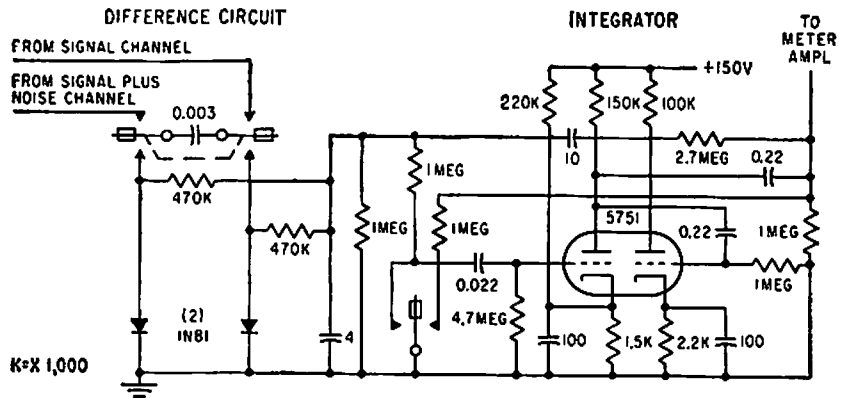 DIFFERENCE CIRCUIT
INTEGRATOR
TO
METER
AMPL
FROM SIGNAL CHANNEL
FROM SIGNAL PLUS
NOISE CHANNEL
0.003
+150V
220K
150K
100K
10
2.7MEG
0.22
470K
1MEG
470K
1MEG
1MEG
5751
0.22
1MEG
1MEG
0.022
4.7MEG
(2)
1N81
4
100
1.5K
2.2K
100
K=X 1,000